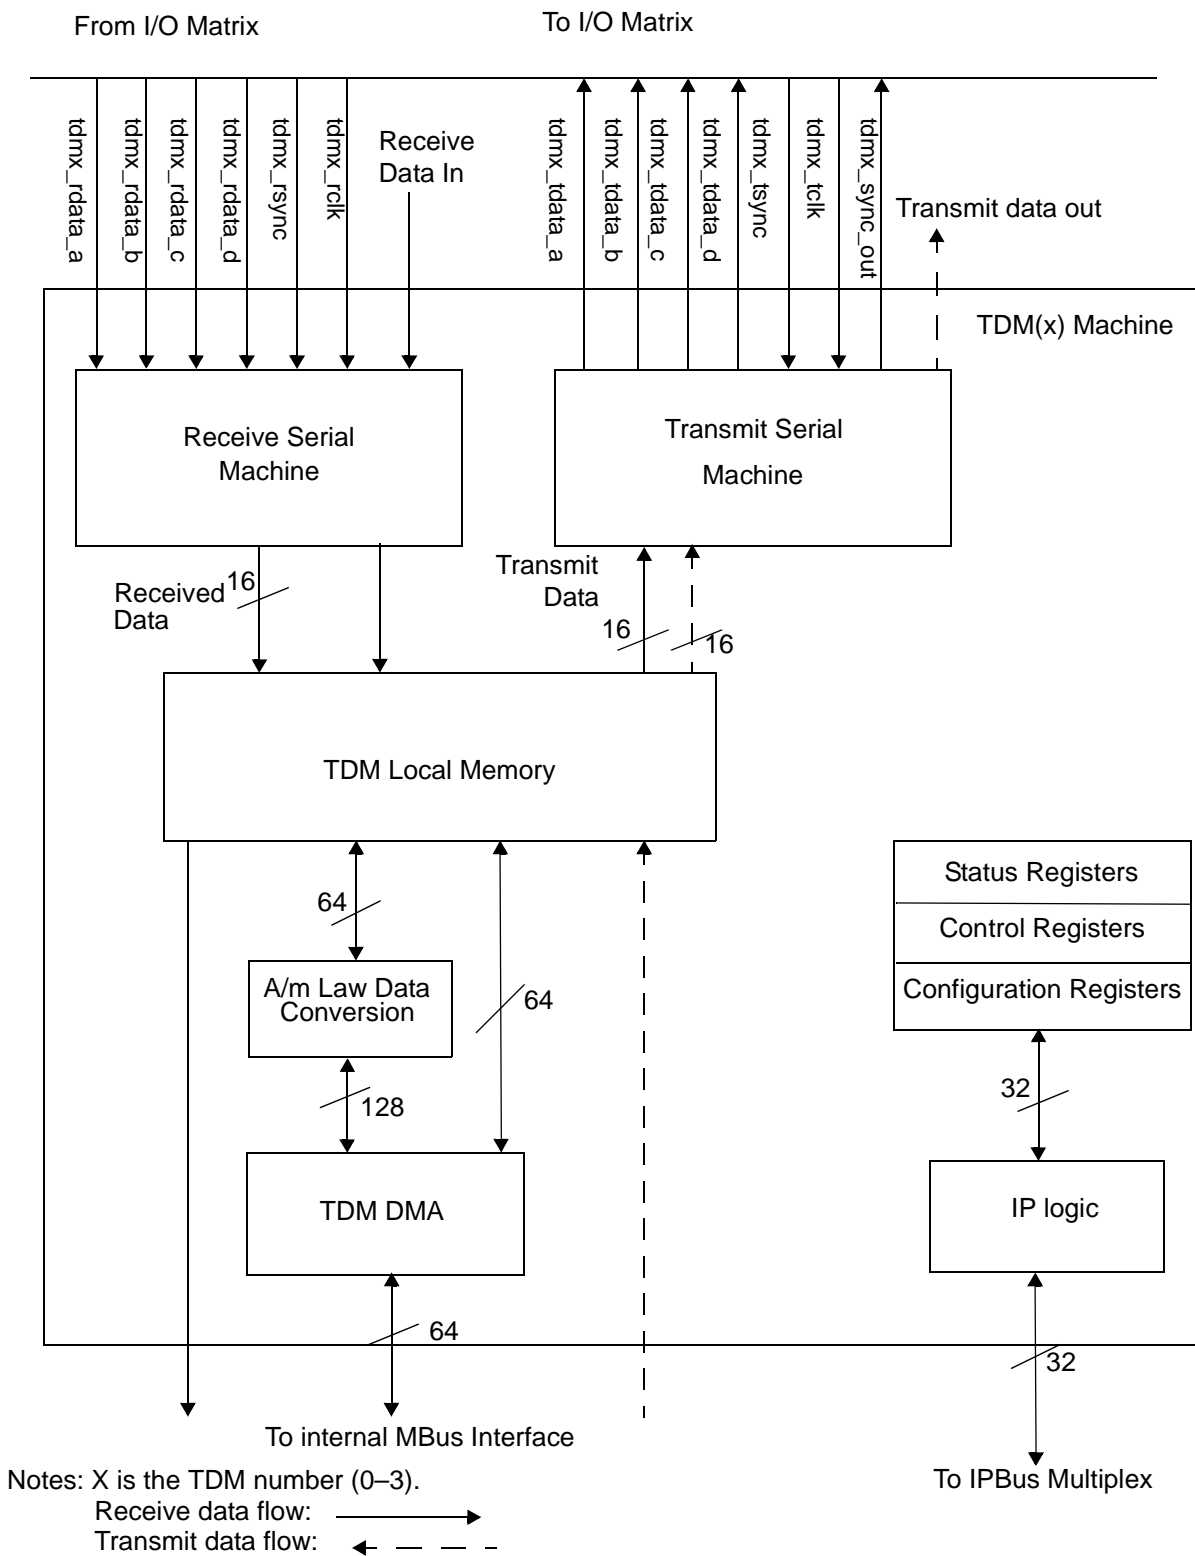 From I/O Matrix
To I/O Matrix
tdmx_rdata_a
tdmx_rdata_b
tdmx_rdata_c
tdmx_rdata_d
tdmx_rsync
tdmx_rclk
Receive
Data In
tdmx_tdata_a
tdmx_tdata_b
tdmx_tdata_c
tdmx_tdata_d
tdmx_tsync
tdmx_tclk
tdmx_sync_out
Transmit data out
TDM(x) Machine
Receive Serial
Machine
Transmit Serial
Machine
Received
Data
16
Transmit
Data
16
16
TDM Local Memory
64
A/m Law Data
Conversion
64
128
TDM DMA
64
Status Registers
Control Registers
Configuration Registers
32
IP logic
32
To internal MBus Interface
To IPBus Multiplex
Notes: X is the TDM number (0–3).
Receive data flow:
Transmit data flow: